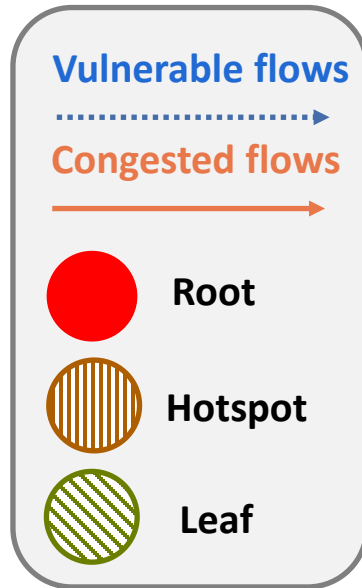 Vulnerable flows
Congested flows
Root
Hotspot
Leaf